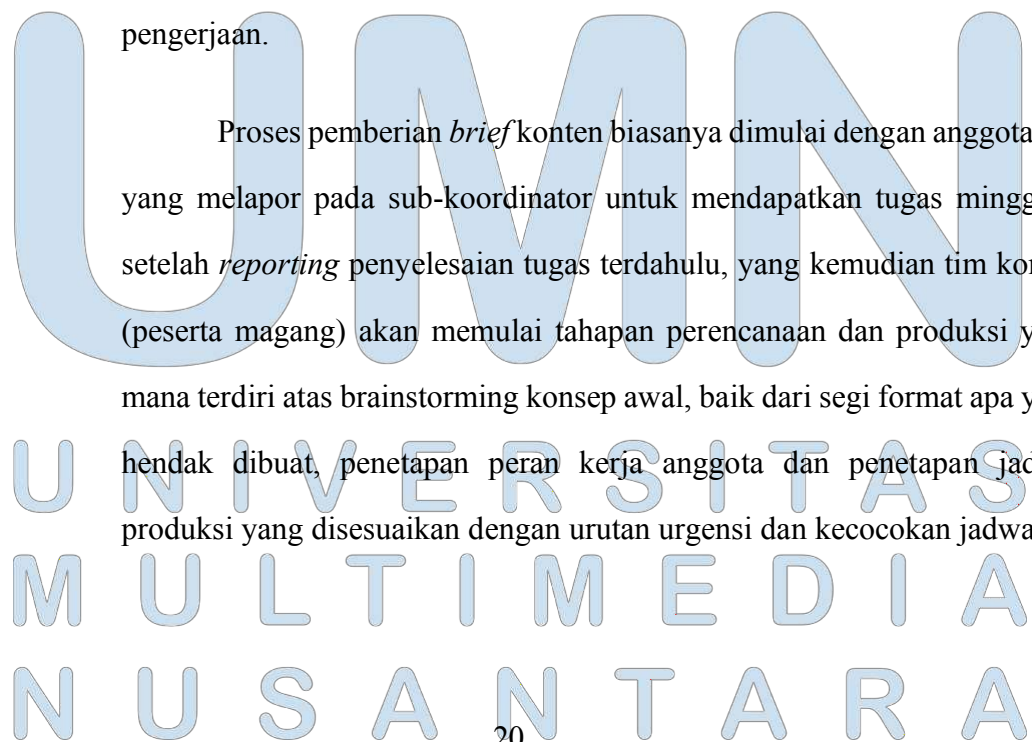 pengerjaan.
Proses pemberian brief konten biasanya dimulai dengan anggota
yang melapor pada sub-koordinator untuk mendapatkan tugas mingg
setelah reporting penyelesaian tugas terdahulu, yang kemudian tim kon
(peserta magang) akan memulai tahapan perencanaan dan produksi y
mana terdiri atas brainstorming konsep awal, baik dari segi format apa y
hendak dibuat, penetapan peran kerja anggota dan penetapan jad
produksi yang disesuaikan dengan urutan urgensi dan kecocokan jadwa
20
UMN
UNIVERSITAS
MULTIMEDIA
NUSANTARA